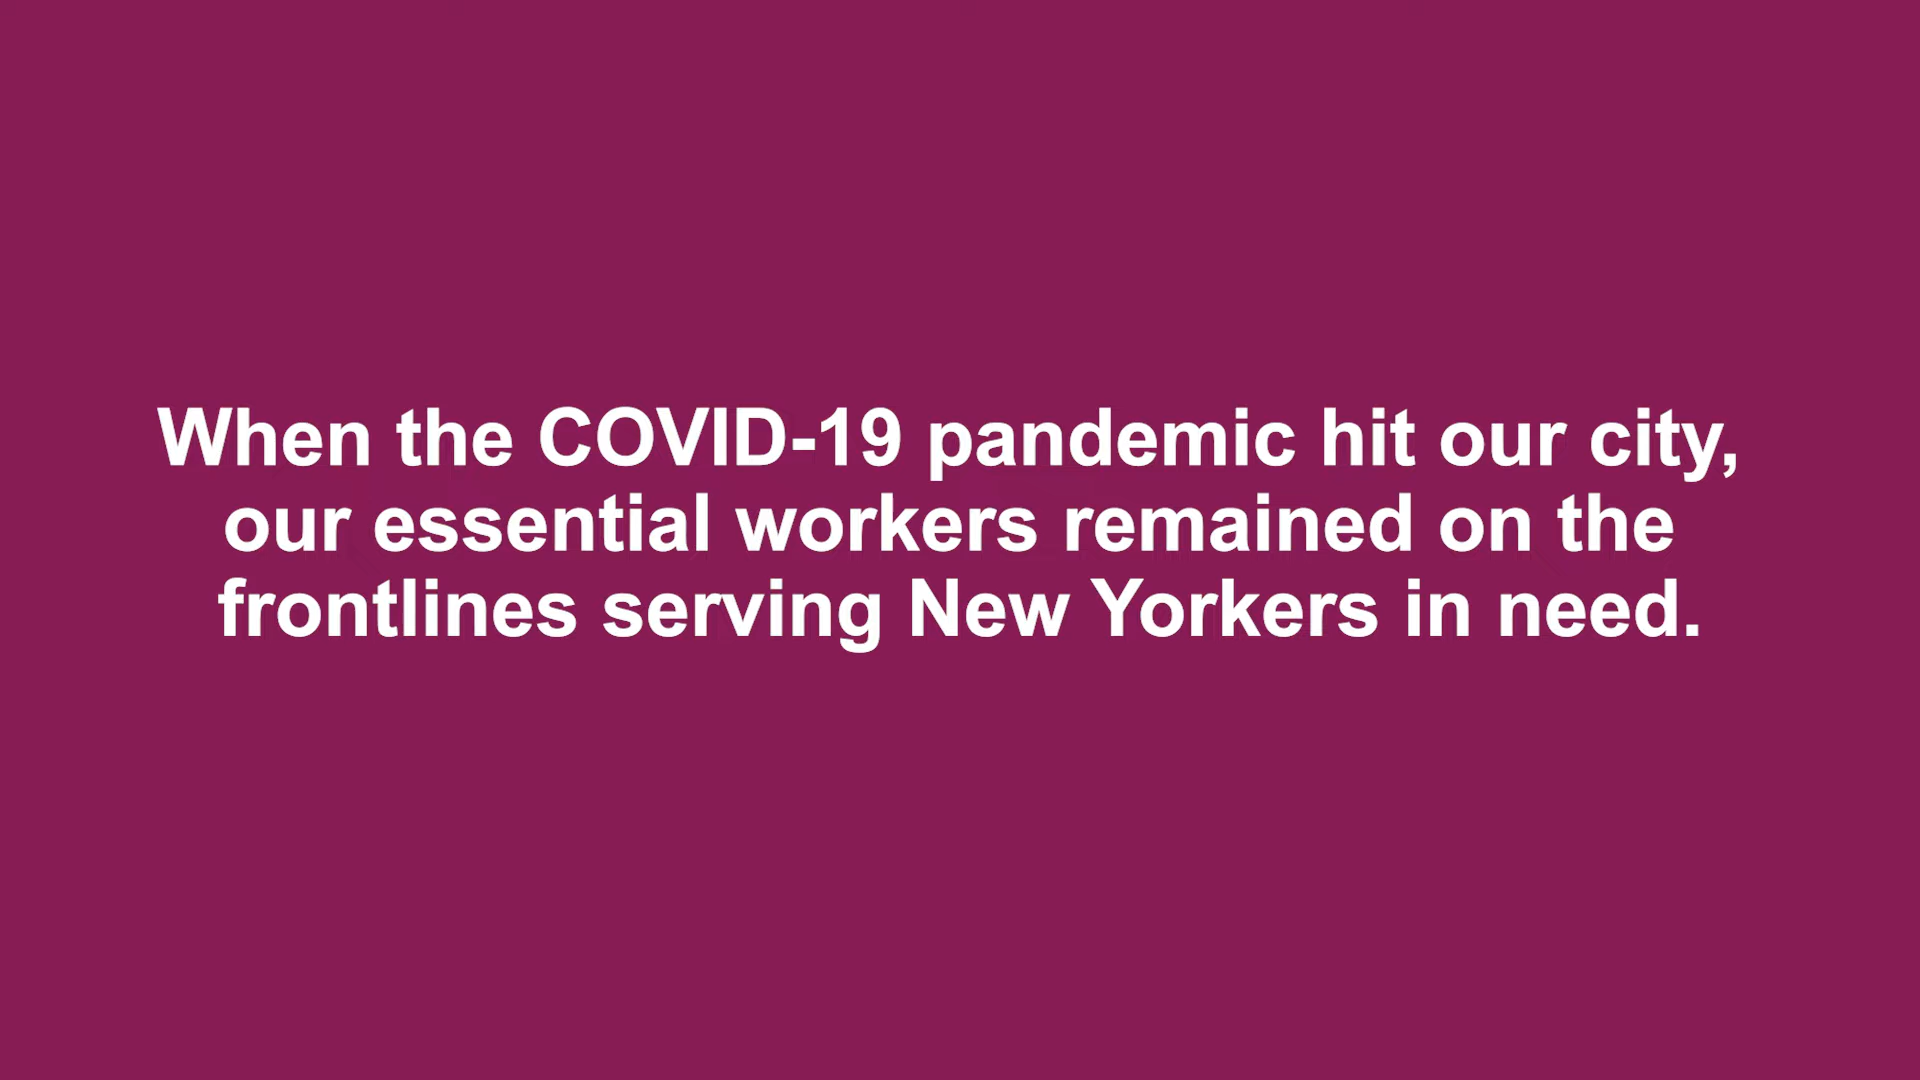 When the COVID-19 pandemic hit our city,
our essential workers remained on the
frontlines serving New Yorkers in need.